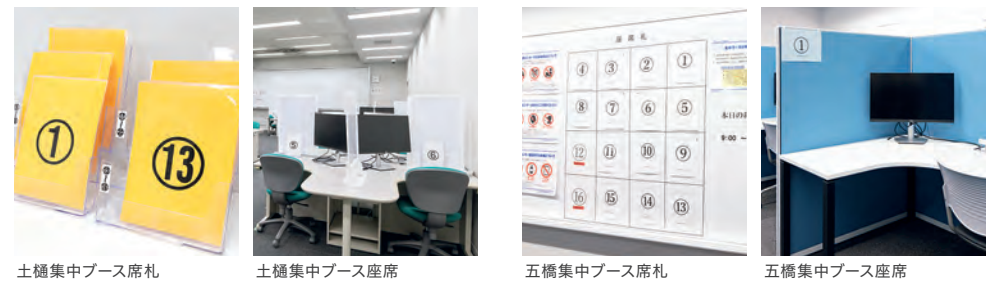 ①
⑬
⑤
⑥
座席札
④ ③ ② ①
⑧ ⑦ ⑥ ⑤
⑫ ⑪ ⑩ ⑨
⑯ ⑮ ⑭ ⑬
本日の
9:00 ～
①
土樋集中ブース席札
土樋集中ブース座席
五橋集中ブース席札
五橋集中ブース座席